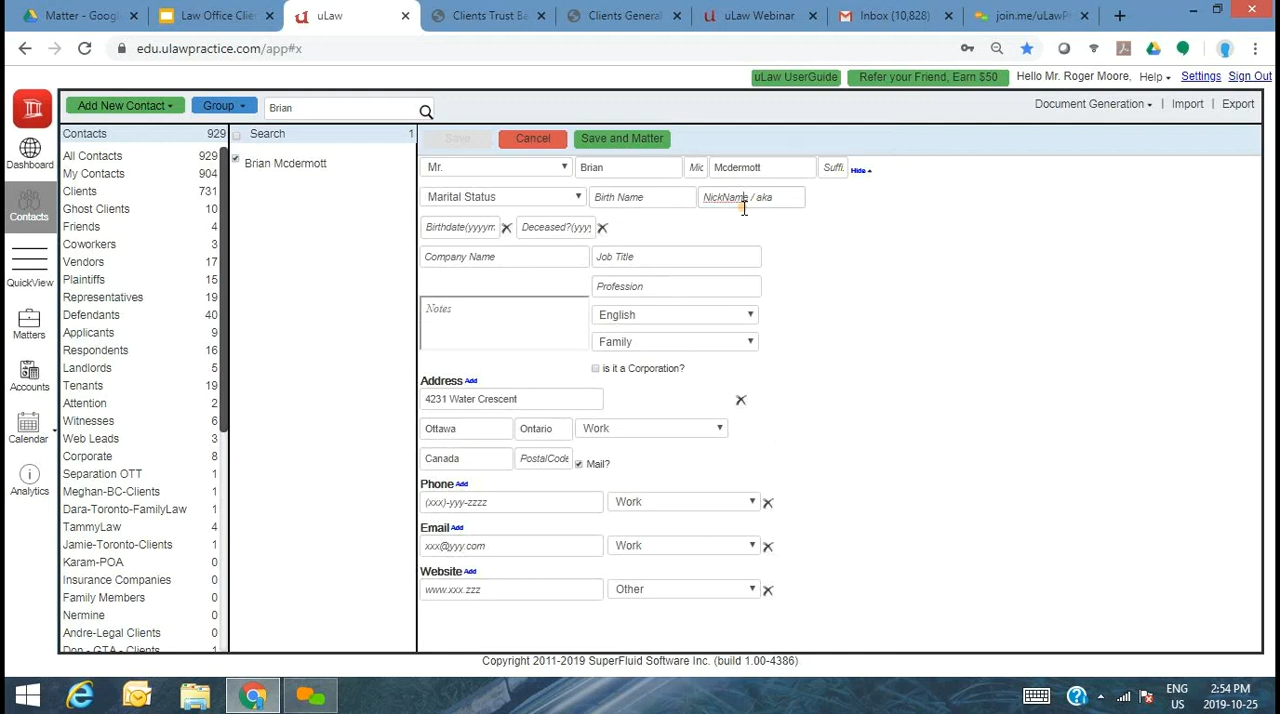 Matter - Goog
Law Office Clien
uLaw
Clients Trust Be
Clients General
uLaw Webinar
Inbox (10,828)
join.me/uLawP
edu.ulawpractice.com/app#x
uLaw UserGuide
Refer your Friend, Earn $50
Hello Mr. Roger Moore,
Help
Settings
Sign Out
Add New Contact
Group
Brian
Document Generation
Import
Export
Dashboard
Contacts
QuickView
Matters
Accounts
Calendar
Analytics
Contacts 929
All Contacts 929
My Contacts 904
Clients 731
Ghost Clients 10
Friends 4
Coworkers 3
Vendors 17
Plaintiffs 15
Representatives 19
Defendants 40
Applicants 9
Respondents 16
Landlords 5
Tenants 19
Attention 2
Witnesses 6
Web Leads 3
Corporate 8
Separation OTT 1
Meghan-BC-Clients 1
Dara-Toronto-FamilyLaw 1
TammyLaw 4
Jamie-Toronto-Clients 1
Karam-POA 0
Insurance Companies 0
Family Members 0
Nermine 0
Andre-Legal Clients 0
Don - GTA - Clients 1
Search 1
Brian Mcdermott
Save Cancel Save and Matter
Mr. Brian Mic Mcdermott Suffi. Hide
Marital Status Birth Name NickName / aka
Birthdate(yyyym Deceased?(yyyy
Company Name Job Title
Profession
Notes
English
Family
is it a Corporation?
Address Add
4231 Water Crescent
Ottawa Ontario Work
Canada PostalCode Mail?
Phone Add
(xxx)-yyy-zzzz Work
Email Add
xxx@yyy.com Work
Website Add
www.xxx.zzz Other
Copyright 2011-2019 SuperFluid Software Inc. (build 1.00-4386)
ENG
US
2:54 PM
2019-10-25